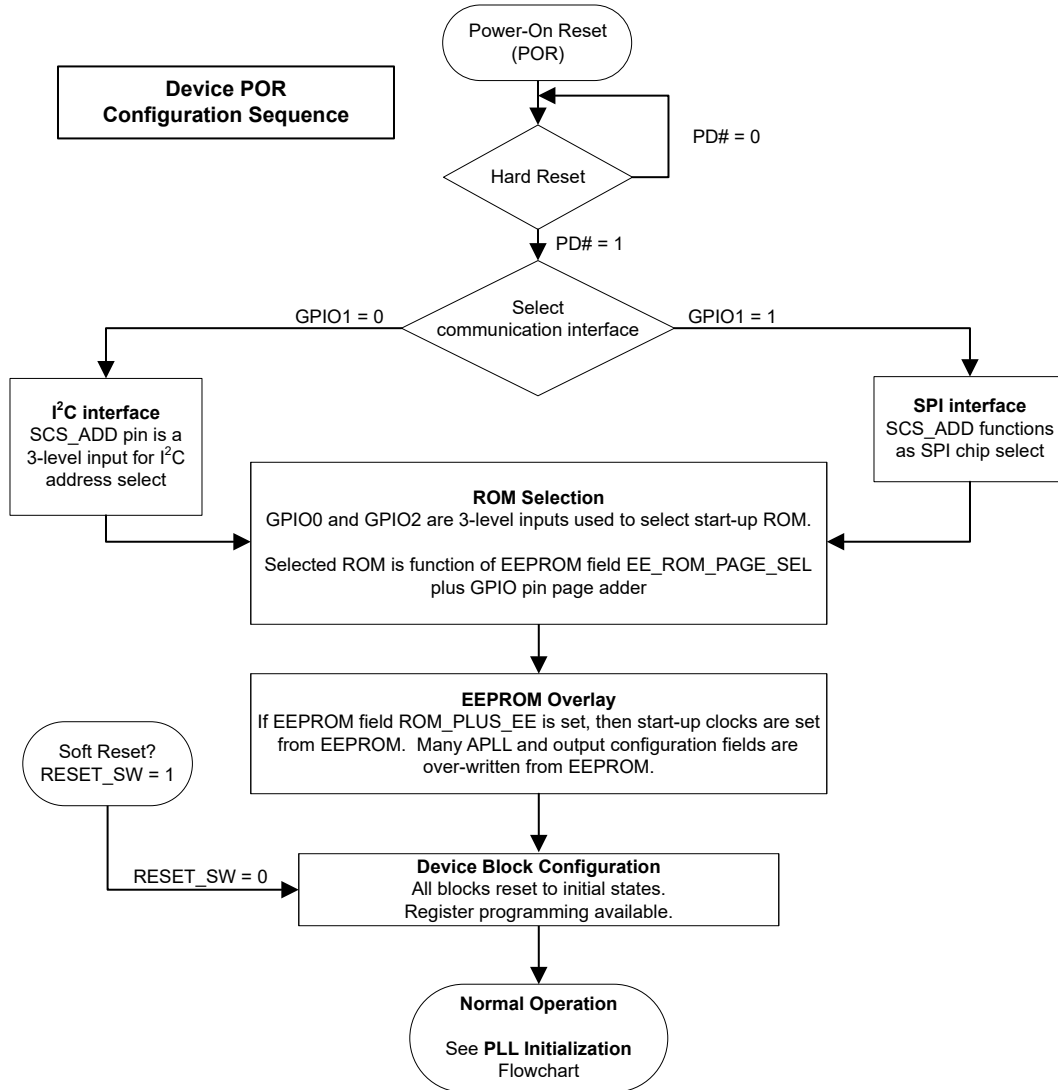 Power-On Reset
(POR)
Device POR
Configuration Sequence
PD# = 0
Hard Reset
PD# = 1
Select
communication interface
GPIO1 = 0
GPIO1 = 1
I²C interface
SCS_ADD pin is a
3-level input for I²C
address select
SPI interface
SCS_ADD functions
as SPI chip select
ROM Selection
GPIO0 and GPIO2 are 3-level inputs used to select start-up ROM.
Selected ROM is function of EEPROM field EE_ROM_PAGE_SEL
plus GPIO pin page adder
EEPROM Overlay
If EEPROM field ROM_PLUS_EE is set, then start-up clocks are set
from EEPROM.  Many APLL and output configuration fields are
over-written from EEPROM.
Soft Reset?
RESET_SW = 1
RESET_SW = 0
Device Block Configuration
All blocks reset to initial states.
Register programming available.
Normal Operation
See PLL Initialization
Flowchart